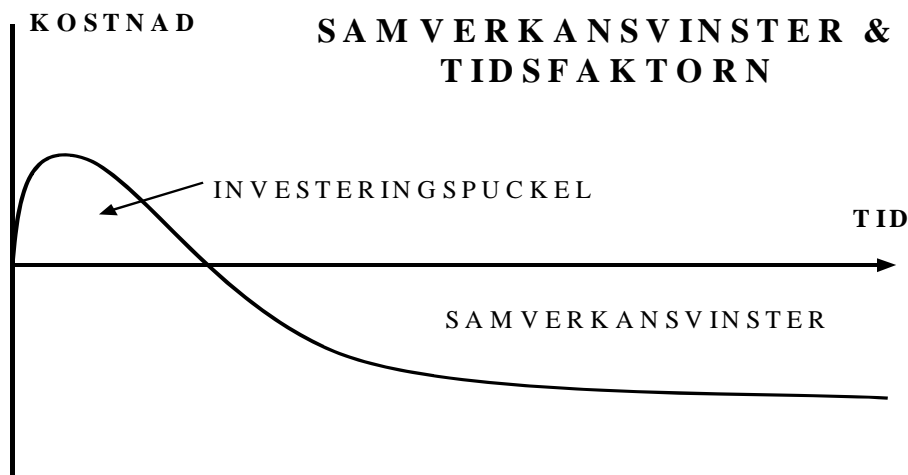 KOSTNAD
SAMVERKANSVINSTER &
TIDSFAKTORN
INVESTERINGSPUCKEL
TID
SAMVERKANSVINSTER